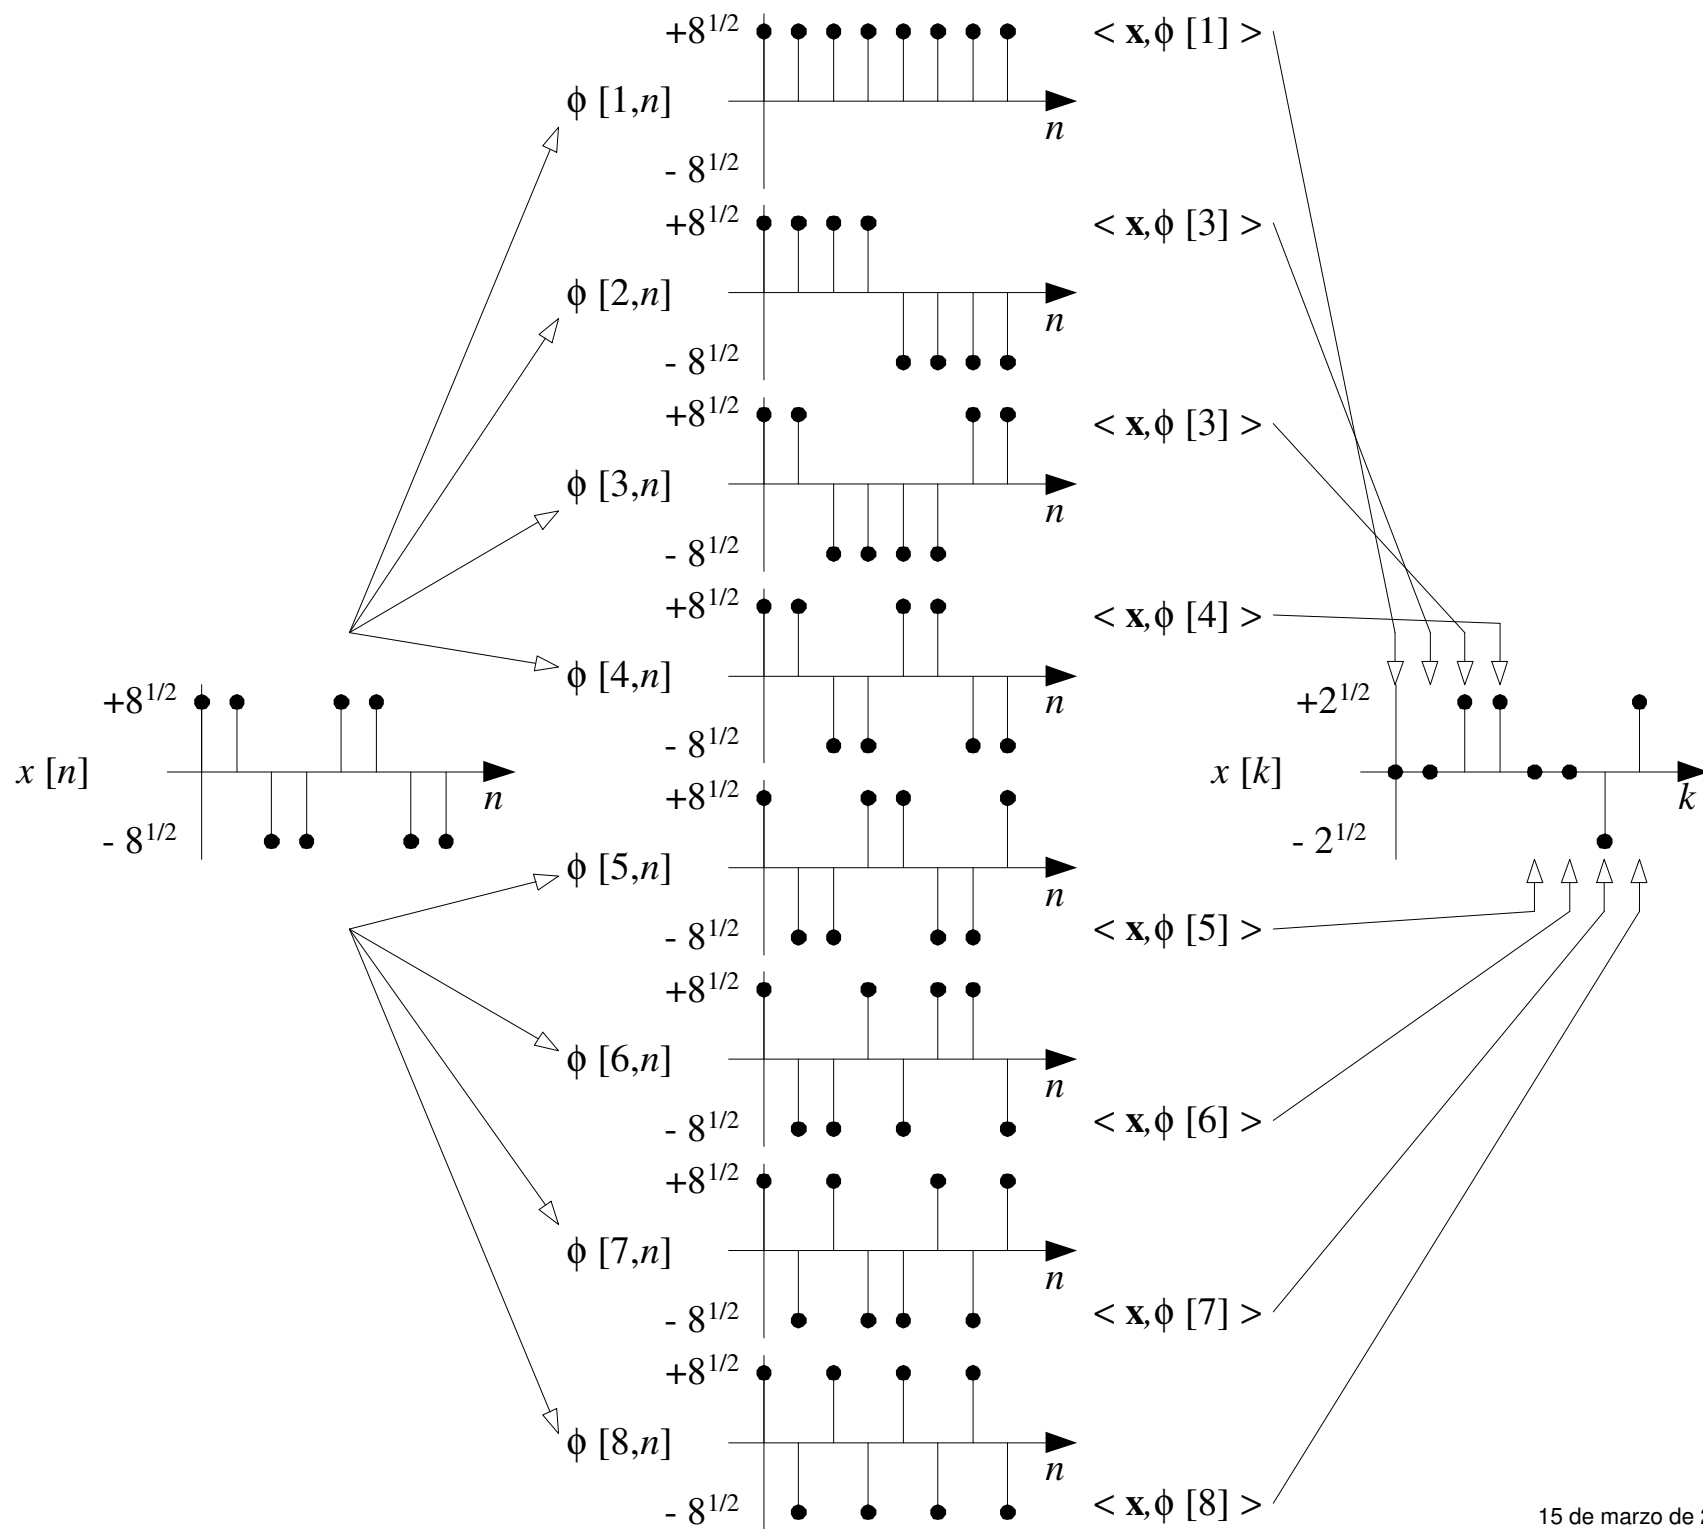 +8^{1/2}
< x,ϕ [1] >
ϕ [1,n]
n
- 8^{1/2}
+8^{1/2}
< x,ϕ [3] >
ϕ [2,n]
n
- 8^{1/2}
+8^{1/2}
< x,ϕ [3] >
ϕ [3,n]
n
- 8^{1/2}
+8^{1/2}
< x,ϕ [4] >
ϕ [4,n]
n
- 8^{1/2}
+8^{1/2}
x [n]
n
- 8^{1/2}
+2^{1/2}
x [k]
k
- 2^{1/2}
+8^{1/2}
ϕ [5,n]
n
- 8^{1/2}
< x,ϕ [5] >
+8^{1/2}
ϕ [6,n]
n
- 8^{1/2}
< x,ϕ [6] >
+8^{1/2}
ϕ [7,n]
n
- 8^{1/2}
< x,ϕ [7] >
+8^{1/2}
ϕ [8,n]
n
- 8^{1/2}
< x,ϕ [8] >
15 de marzo de